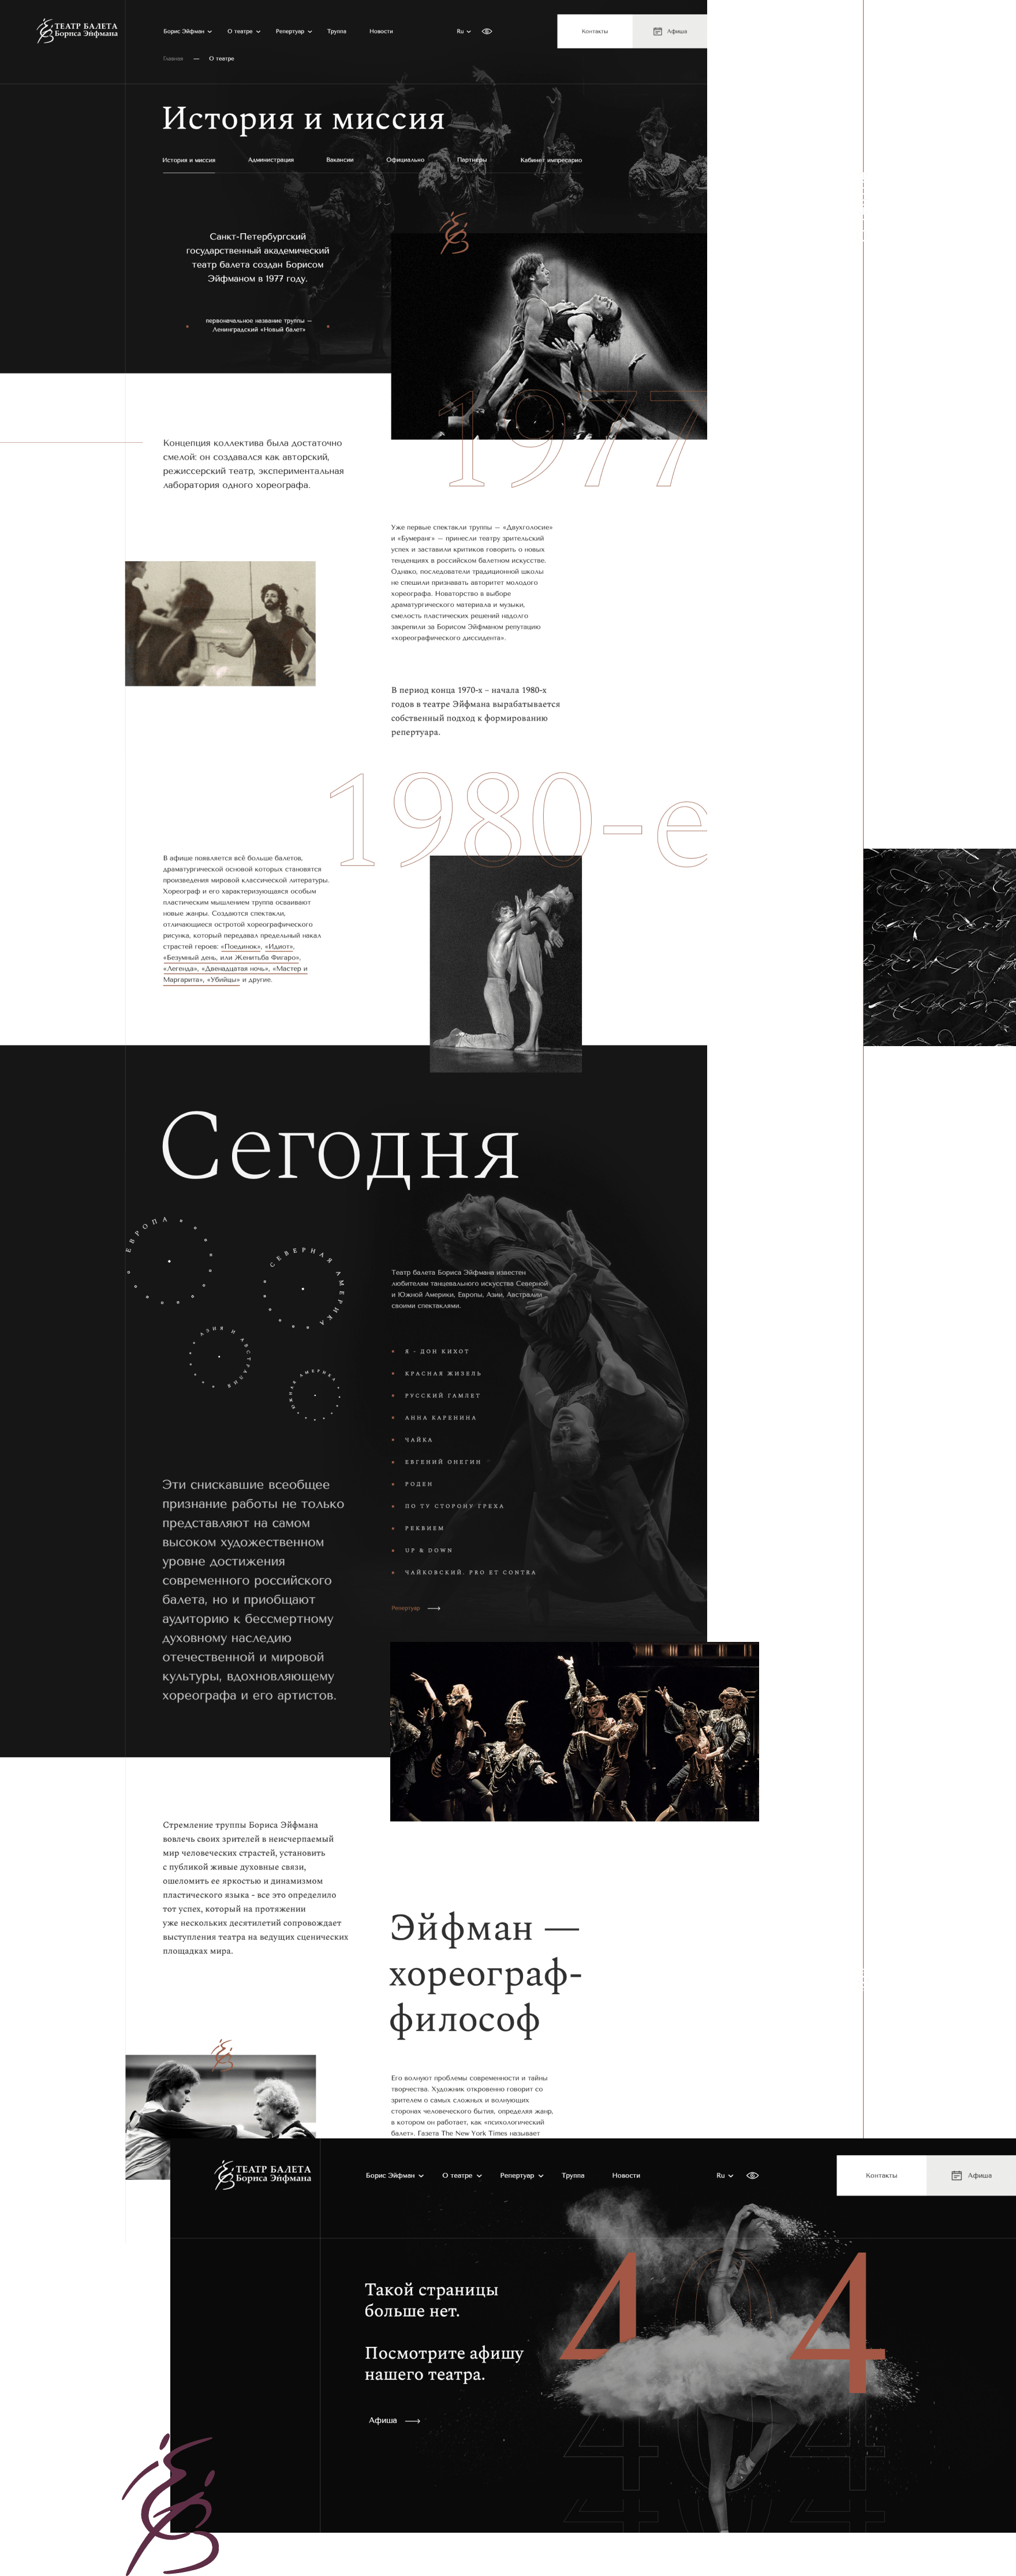 ТЕАТР БАЛЕТА
Бориса Эйфмана
Борис Эйфман
О театре
Репертуар
Труппа
Новости
Ru
Контакты
Афиша
Главная — О театре
История и миссия
История и миссия
Администрация
Вакансии
Официально
Партнеры
Кабинет импресарио
Санкт-Петербургский
государственный академический
театр балета создан Борисом
Эйфманом в 1977 году.
первоначальное название труппы —
Ленинградский «Новый балет»
1977
Концепция коллектива была достаточно
смелой: он создавался как авторский,
режиссерский театр, экспериментальная
лаборатория одного хореографа.
Уже первые спектакли труппы — «Двухголосие»
и «Бумеранг» — принесли театру зрительский
успех и заставили критиков говорить о новых
тенденциях в российском балетном искусстве.
Однако, последователи традиционной школы
не спешили признавать авторитет молодого
хореографа. Новаторство в выборе
драматургического материала и музыки,
смелость пластических решений надолго
закрепили за Борисом Эйфманом репутацию
«хореографического диссидента».
В период конца 1970-х – начала 1980-х
годов в театре Эйфмана вырабатывается
собственный подход к формированию
репертуара.
1980-е
В афише появляется всё больше балетов,
драматургической основой которых становятся
произведения мировой классической литературы.
Хореограф и его характеризующаяся особым
пластическим мышлением труппа осваивают
новые жанры. Создаются спектакли,
отличающиеся остротой хореографического
рисунка, который передавал предельный накал
страстей героев: «Поединок», «Идиот»,
«Безумный день, или Женитьба Фигаро»,
«Легенда», «Двенадцатая ночь», «Мастер и
Маргарита», «Убийцы» и другие.
Сегодня
ЕВРОПА
СЕВЕРНАЯ АМЕРИКА
АЗИЯ И АВСТРАЛИЯ
ЮЖНАЯ АМЕРИКА
Театр балета Бориса Эйфмана известен
любителям танцевального искусства Северной
и Южной Америки, Европы, Азии, Австралии
своими спектаклями.
Я - ДОН КИХОТ
КРАСНАЯ ЖИЗЕЛЬ
РУССКИЙ ГАМЛЕТ
АННА КАРЕНИНА
ЧАЙКА
ЕВГЕНИЙ ОНЕГИН
РОДЕН
ПО ТУ СТОРОНУ ГРЕХА
РЕКВИЕМ
UP & DOWN
ЧАЙКОВСКИЙ. PRO ET CONTRA
Репертуар
Эти снискавшие всеобщее
признание работы не только
представляют на самом
высоком художественном
уровне достижения
современного российского
балета, но и приобщают
аудиторию к бессмертному
духовному наследию
отечественной и мировой
культуры, вдохновляющему
хореографа и его артистов.
Стремление труппы Бориса Эйфмана
вовлечь своих зрителей в неисчерпаемый
мир человеческих страстей, установить
с публикой живые духовные связи,
ошеломить ее яркостью и динамизмом
пластического языка - все это определило
тот успех, который на протяжении
уже нескольких десятилетий сопровождает
выступления театра на ведущих сценических
площадках мира.
Эйфман —
хореограф-
философ
Его волнуют проблемы современности и тайны
творчества. Художник откровенно говорит со
зрителем о самых сложных и волнующих
сторонах человеческого бытия, определяя жанр,
в котором он работает, как «психологический
балет». Газета The New York Times называет
ТЕАТР БАЛЕТА
Бориса Эйфмана
Борис Эйфман
О театре
Репертуар
Труппа
Новости
Ru
Контакты
Афиша
404
Такой страницы
больше нет.
Посмотрите афишу
нашего театра.
Афиша
404
404